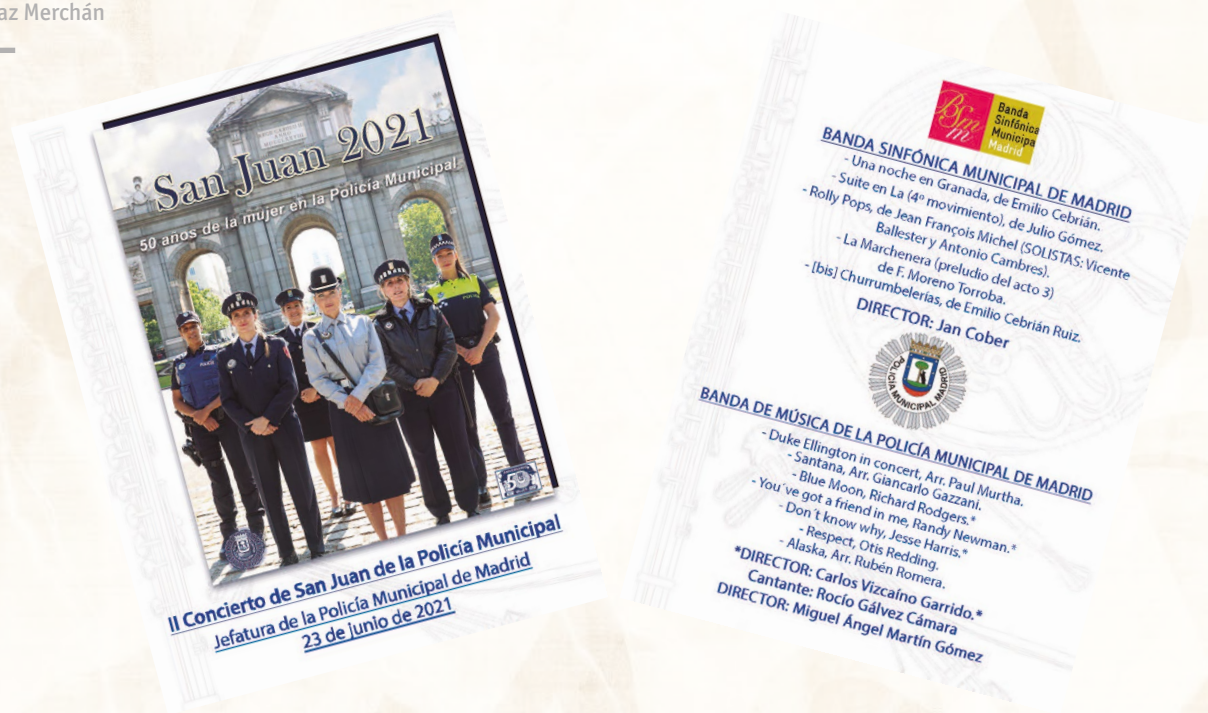 az Merchán
San Juan 2021
50 años de la mujer en la Policía Municipal
POLICÍA
50
II Concierto de San Juan de la Policía Municipal
Jefatura de la Policía Municipal de Madrid
23 de junio de 2021
BSmm
Banda
Sinfónica
Municipa
Madrid
BANDA SINFÓNICA MUNICIPAL DE MADRID
- Una noche en Granada, de Emilio Cebrián.
- Suite en La (4º movimiento), de Julio Gómez.
- Rolly Pops, de Jean François Michel (SOLISTAS: Vicente
Ballester y Antonio Cambres).
- La Marchenera (preludio del acto 3)
de F. Moreno Torroba.
- [bis] Churrumbelerías, de Emilio Cebrián Ruiz.
DIRECTOR: Jan Cober
POLICÍA MUNICIPAL MADRID
BANDA DE MÚSICA DE LA POLICÍA MUNICIPAL DE MADRID
- Duke Ellington in concert, Arr. Paul Murtha.
- Santana, Arr. Giancarlo Gazzani.
- Blue Moon, Richard Rodgers.*
- You´ve got a friend in me, Randy Newman.*
- Don´t know why, Jesse Harris.*
- Respect, Otis Redding.
- Alaska, Arr. Rubén Romera.
*DIRECTOR: Carlos Vizcaíno Garrido.*
Cantante: Rocío Gálvez Cámara
DIRECTOR: Miguel Ángel Martín Gómez